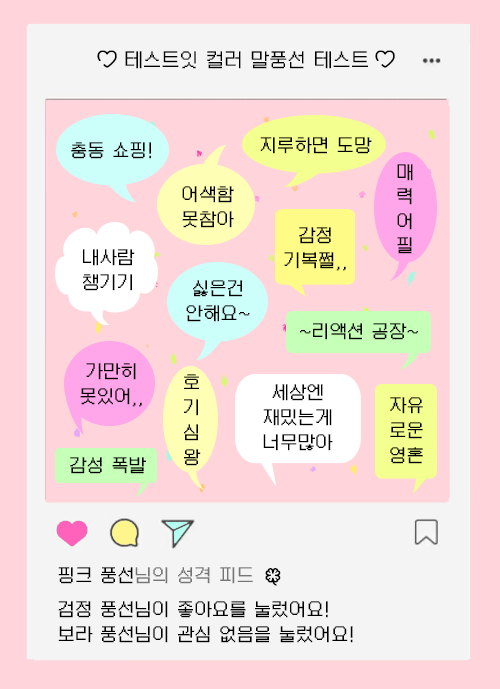 ♡ 테스트잇 컬러 말풍선 테스트 ♡
충동 쇼핑!
지루하면 도망
어색함
못참아
매
력
어
필
감정
기복쩔,,
내사람
챙기기
싫은건
안해요~
~리액션 공장~
가만히
못있어,,
호
기
심
왕
세상엔
재밌는게
너무많아
자유
로운
영혼
감성 폭발
핑크 풍선님의 성격 피드
검정 풍선님이 좋아요를 눌렀어요!
보라 풍선님이 관심 없음을 눌렀어요!